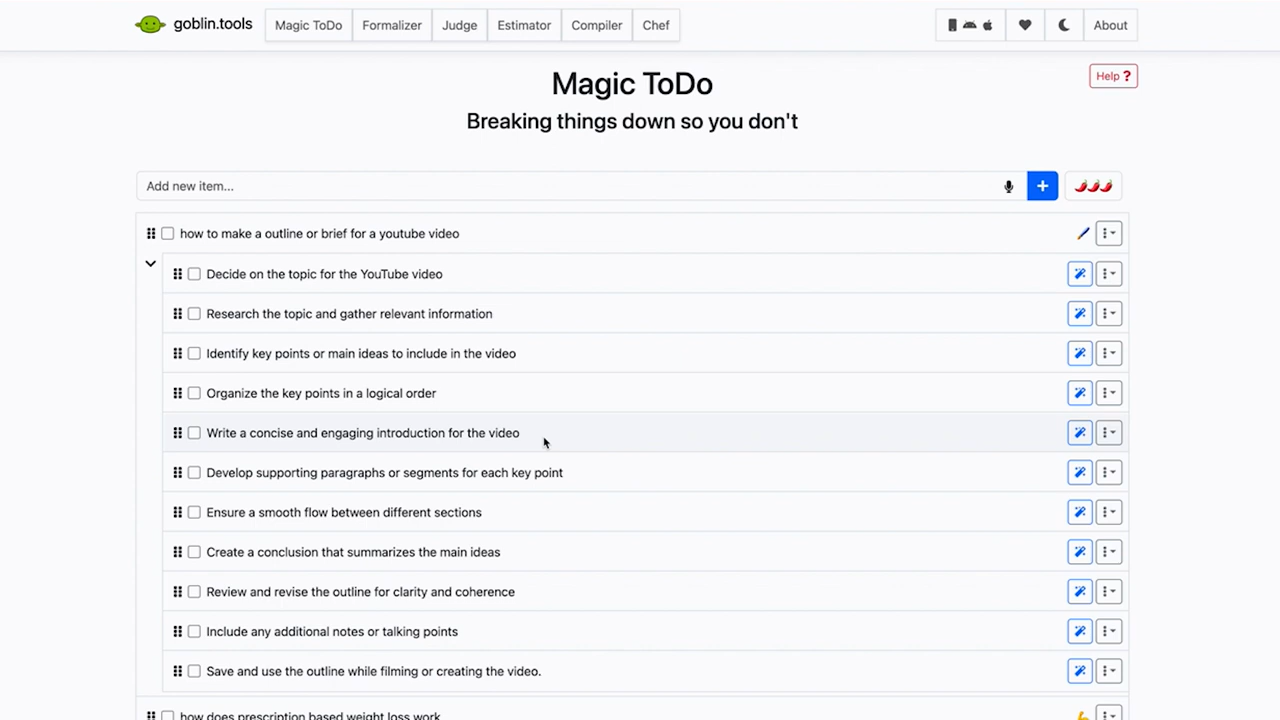 goblin.tools
Magic ToDo
Formalizer
Judge
Estimator
Compiler
Chef
About
Magic ToDo
Help ?
Breaking things down so you don't
Add new item...
how to make a outline or brief for a youtube video
Decide on the topic for the YouTube video
Research the topic and gather relevant information
Identify key points or main ideas to include in the video
Organize the key points in a logical order
Write a concise and engaging introduction for the video
Develop supporting paragraphs or segments for each key point
Ensure a smooth flow between different sections
Create a conclusion that summarizes the main ideas
Review and revise the outline for clarity and coherence
Include any additional notes or talking points
Save and use the outline while filming or creating the video.
how does prescription based weight loss work